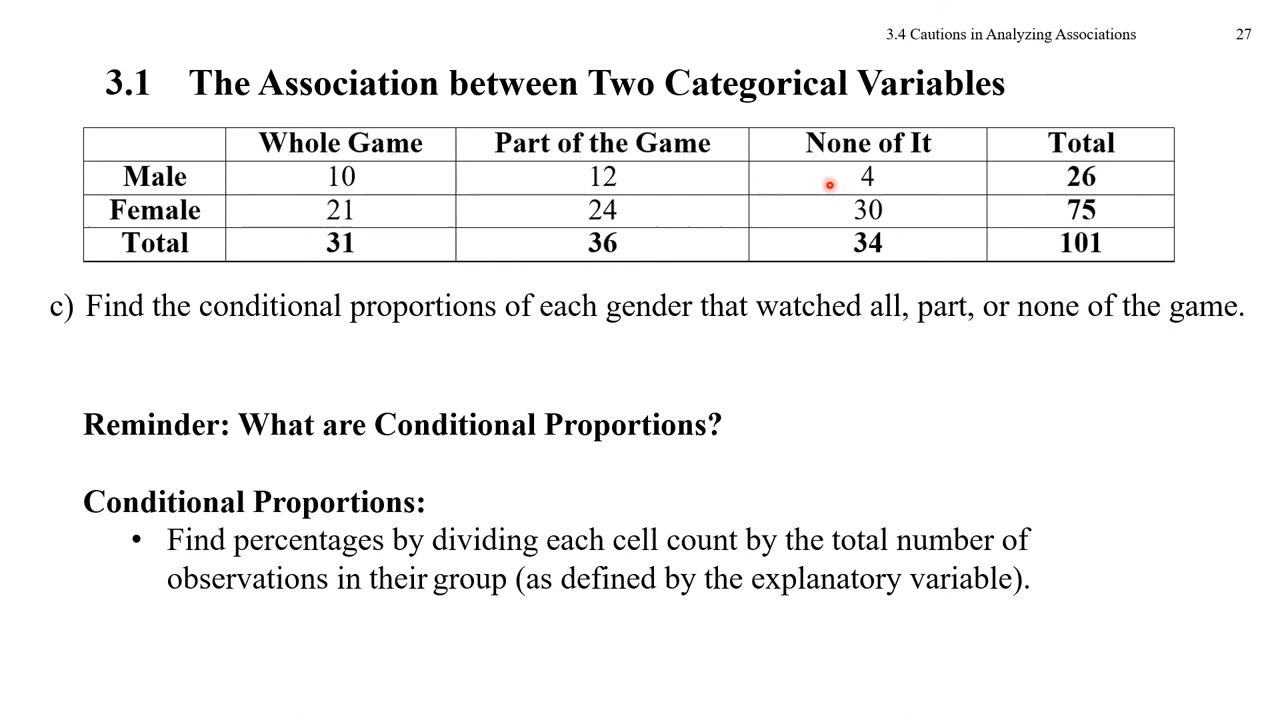 3.4 Cautions in Analyzing Associations 27
3.1 The Association between Two Categorical Variables
Whole Game Part of the Game None of It Total
Male 10 12 4 26
Female 21 24 30 75
Total 31 36 34 101
c) Find the conditional proportions of each gender that watched all, part, or none of the game.
Reminder: What are Conditional Proportions?
Conditional Proportions:
• Find percentages by dividing each cell count by the total number of
observations in their group (as defined by the explanatory variable).